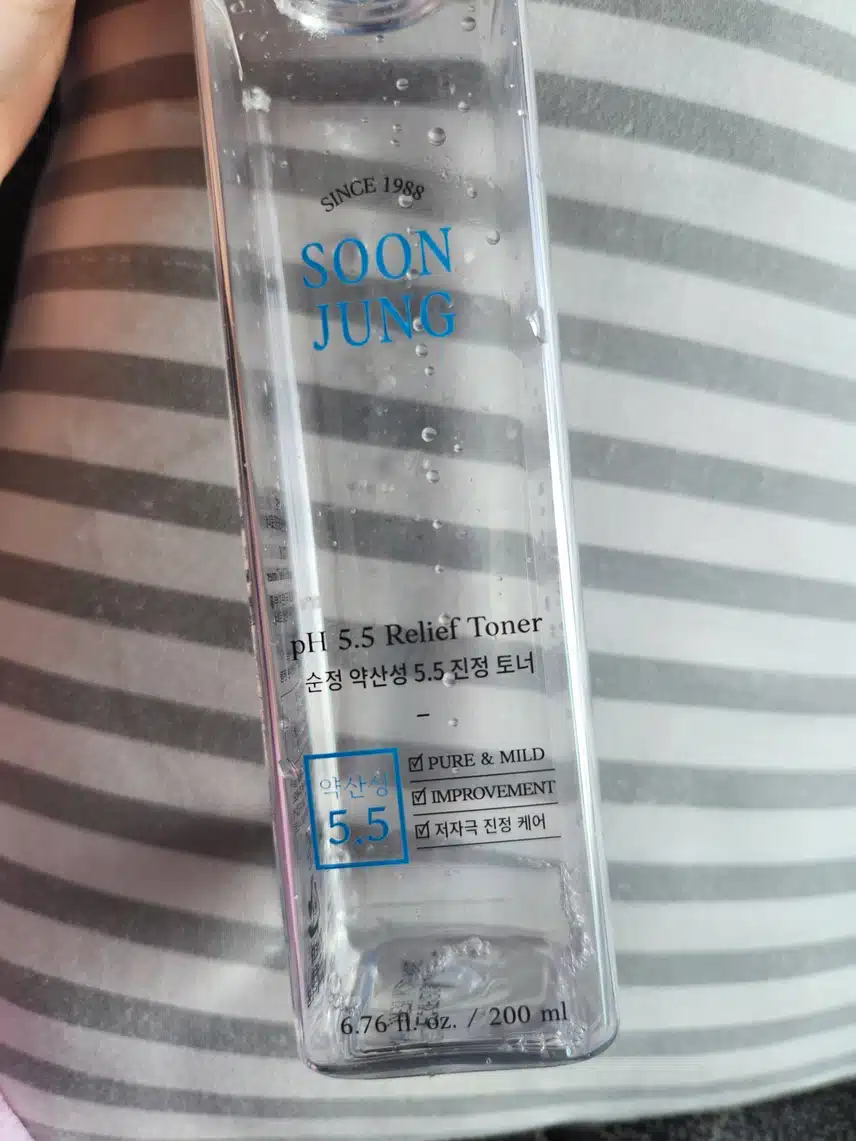 SINCE 1988
SOON
JUNG
pH 5.5 Relief Toner
순정 약산성 5.5 진정 토너
약산성
5.5
PURE & MILD
IMPROVEMENT
저자극 진정 케어
6.76 fl. oz. / 200 ml